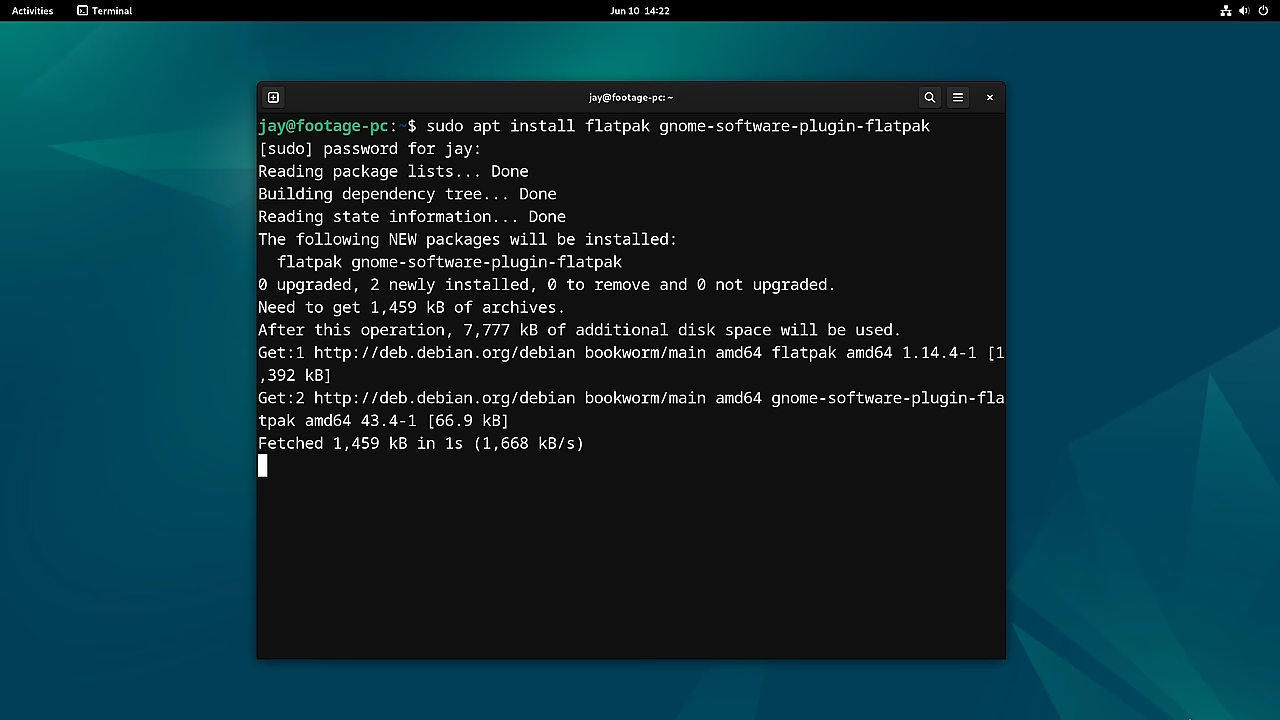 Activities
Terminal
Jun 10 14:22
jay@footage-pc: ~
jay@footage-pc:~$ sudo apt install flatpak gnome-software-plugin-flatpak
[sudo] password for jay:
Reading package lists... Done
Building dependency tree... Done
Reading state information... Done
The following NEW packages will be installed:
  flatpak gnome-software-plugin-flatpak
0 upgraded, 2 newly installed, 0 to remove and 0 not upgraded.
Need to get 1,459 kB of archives.
After this operation, 7,777 kB of additional disk space will be used.
Get:1 http://deb.debian.org/debian bookworm/main amd64 flatpak amd64 1.14.4-1 [1
,392 kB]
Get:2 http://deb.debian.org/debian bookworm/main amd64 gnome-software-plugin-fla
tpak amd64 43.4-1 [66.9 kB]
Fetched 1,459 kB in 1s (1,668 kB/s)